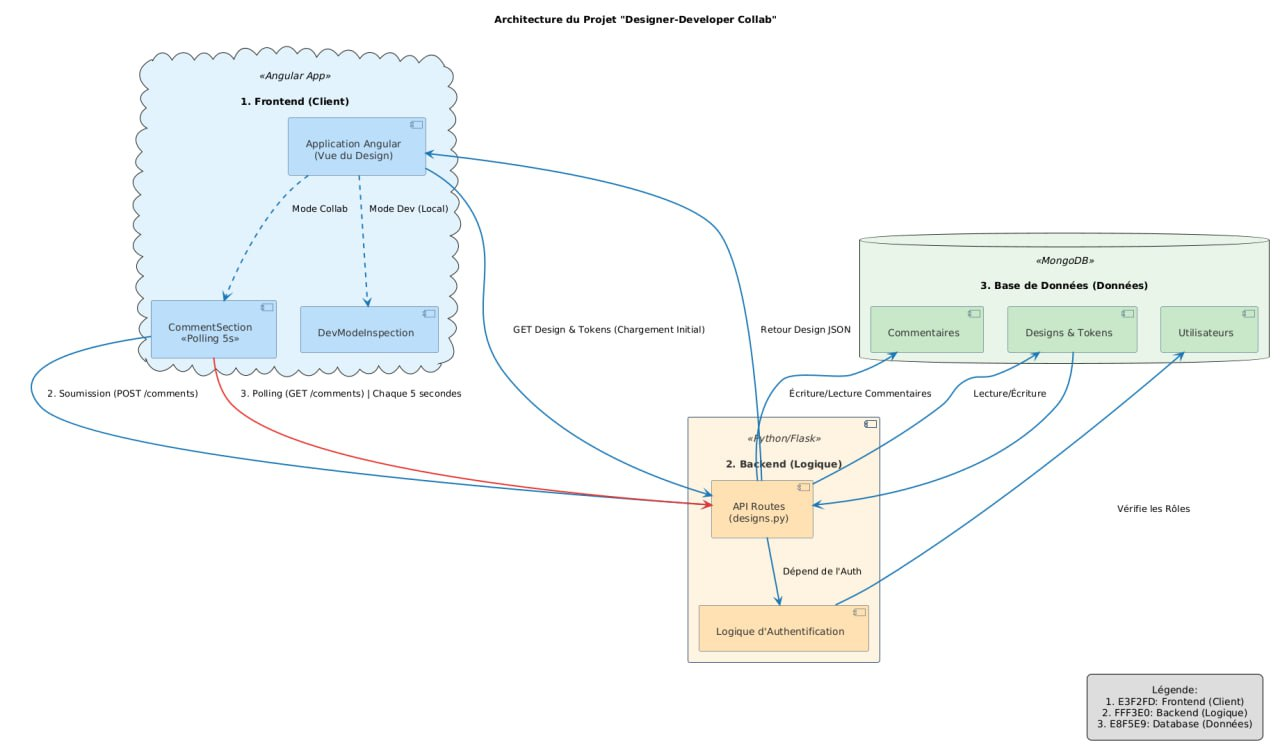 Architecture du Projet "Designer-Developer Collab"
«Angular App»
1. Frontend (Client)
Application Angular
(Vue du Design)
Mode Collab
Mode Dev (Local)
CommentSection
«Polling 5s»
DevModeInspection
GET Design & Tokens (Chargement Initial)
Retour Design JSON
«MongoDB»
3. Base de Données (Données)
Commentaires
Designs & Tokens
Utilisateurs
2. Soumission (POST /comments)
3. Polling (GET /comments) | Chaque 5 secondes
Écriture/Lecture Commentaires
Lecture/Écriture
«Python/Flask»
2. Backend (Logique)
API Routes
(designs.py)
Vérifie les Rôles
Dépend de l'Auth
Logique d'Authentification
Légende:
1. E3F2FD: Frontend (Client)
2. FFF3E0: Backend (Logique)
3. E8F5E9: Database (Données)